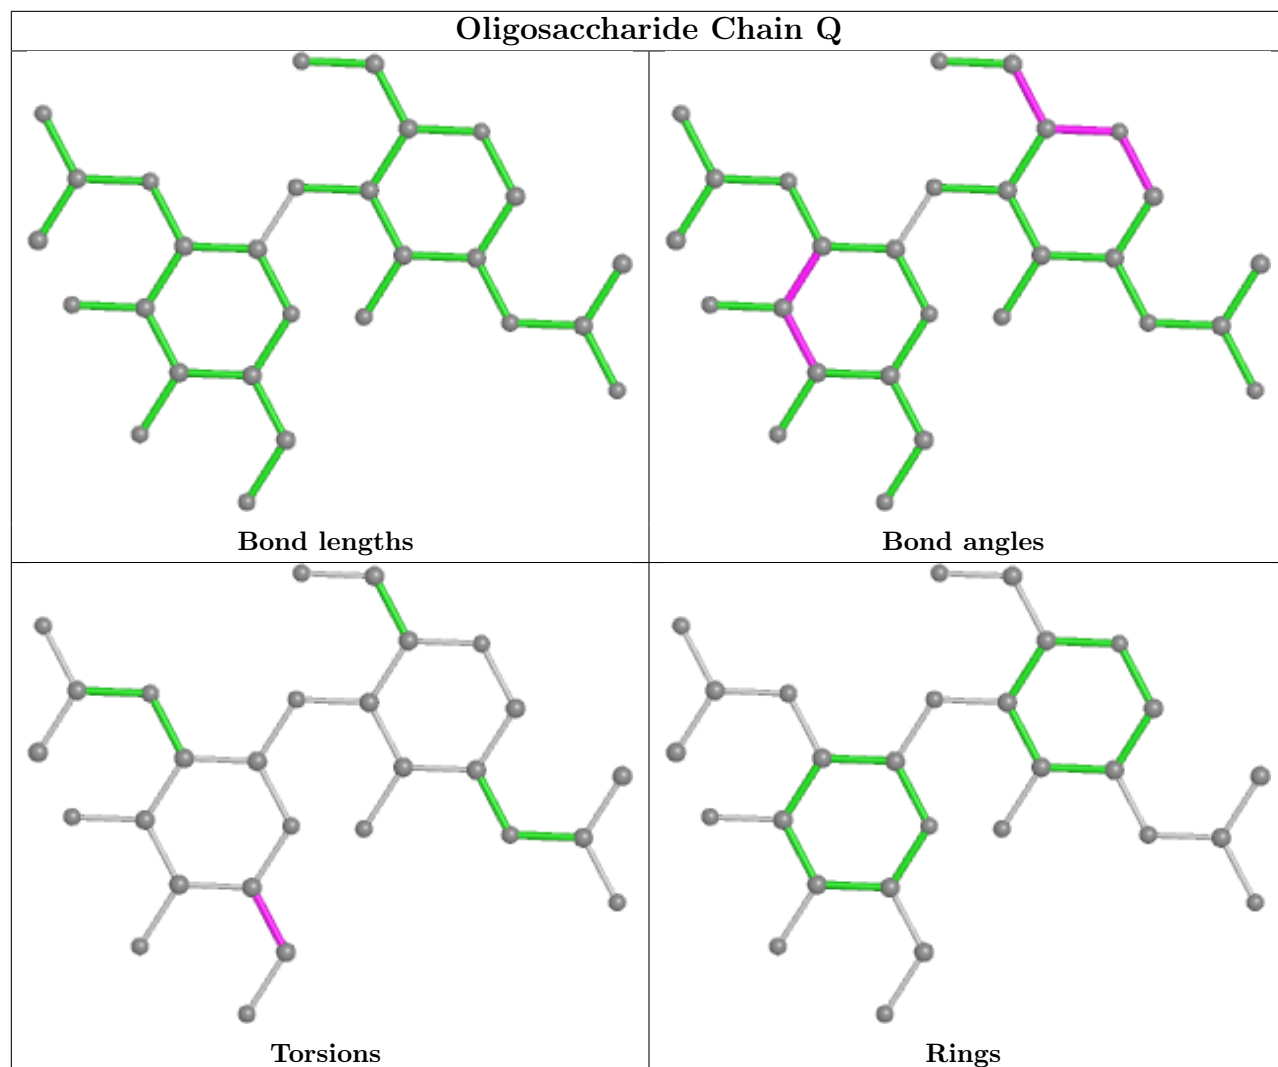 Oligosaccharide Chain Q
Bond lengths
Bond angles
Torsions
Rings